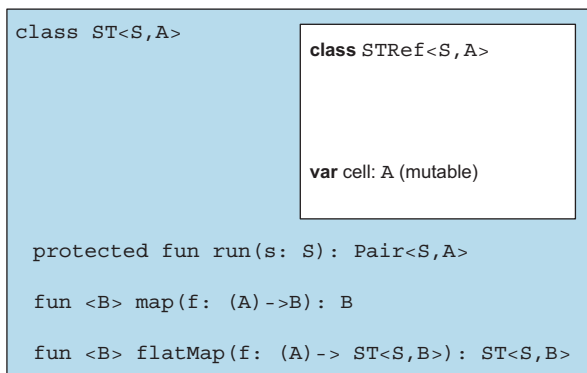 class ST<S,A>
class STRef<S,A>
var cell: A (mutable)
protected fun run(s: S): Pair<S,A>
fun <B> map(f: (A)->B): B
fun <B> flatMap(f: (A)-> ST<S,B>): ST<S,B>